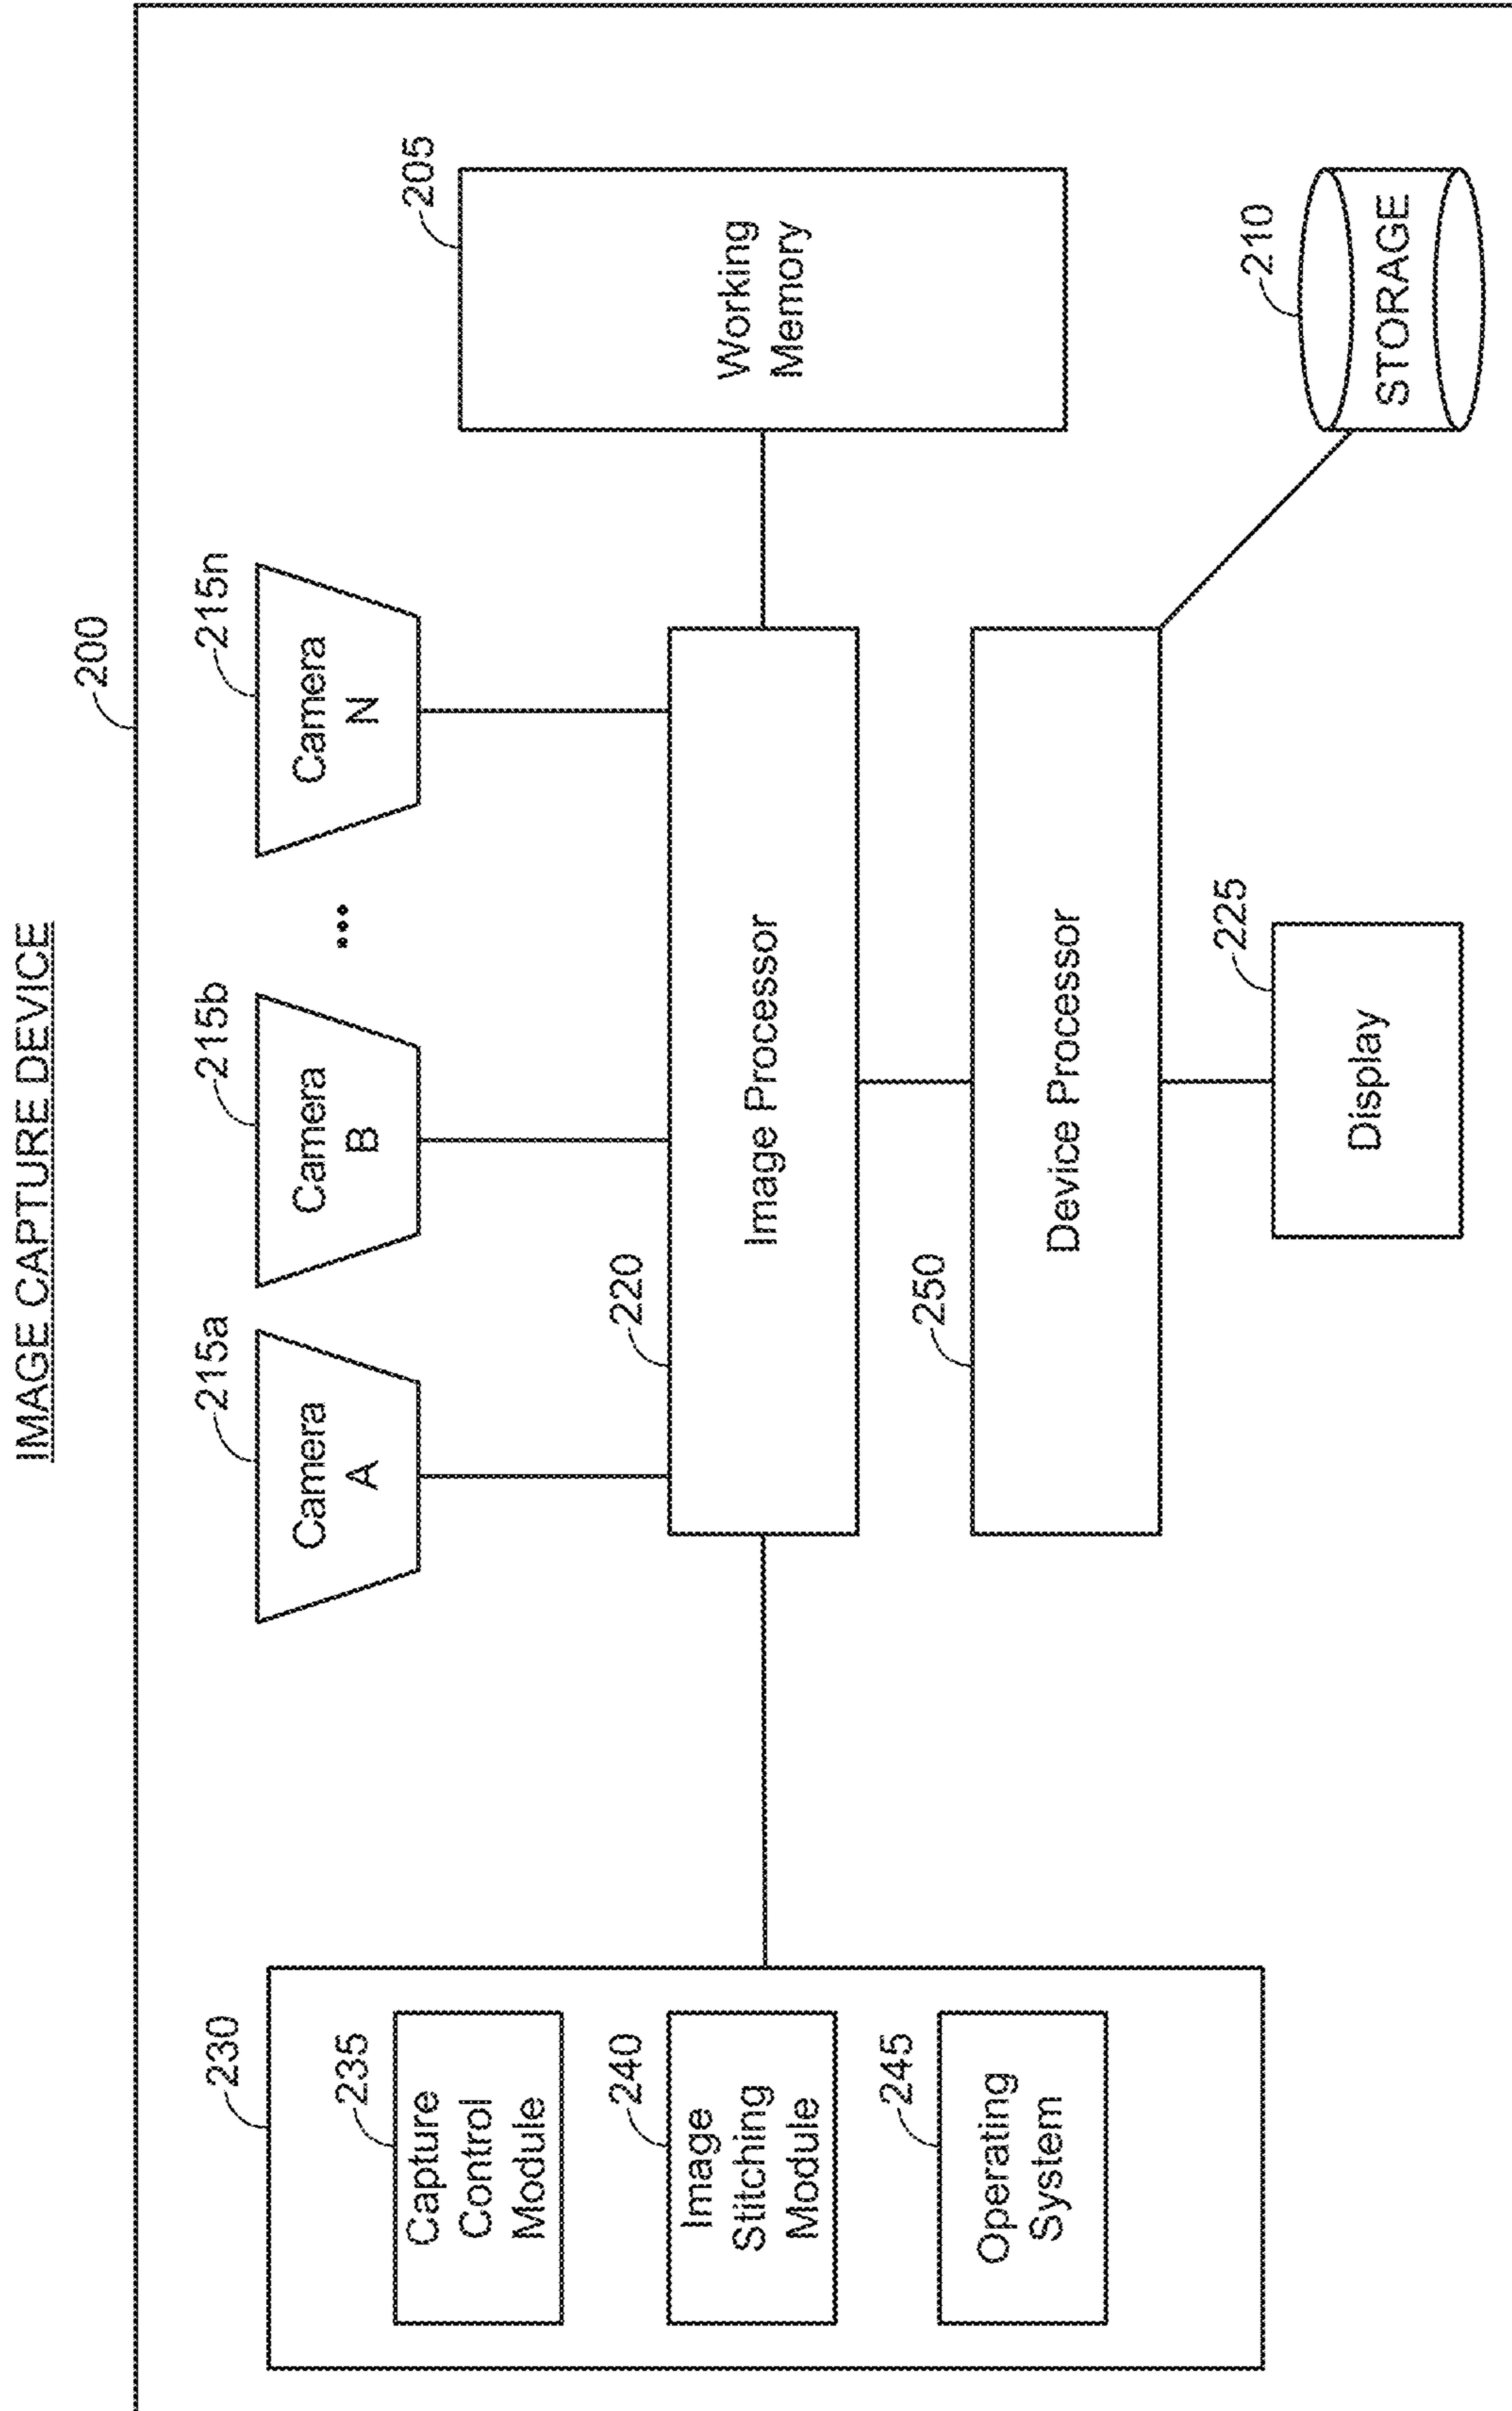 IMAGE CAPTURE DEVICE
200
230
235
Capture
Control
Module
240
Image
Stitching
Module
245
Operating
System
215a
Camera
A
215b
Camera
B
...
215n
Camera
N
220
Image Processor
250
Device Processor
205
Working
Memory
225
Display
210
STORAGE